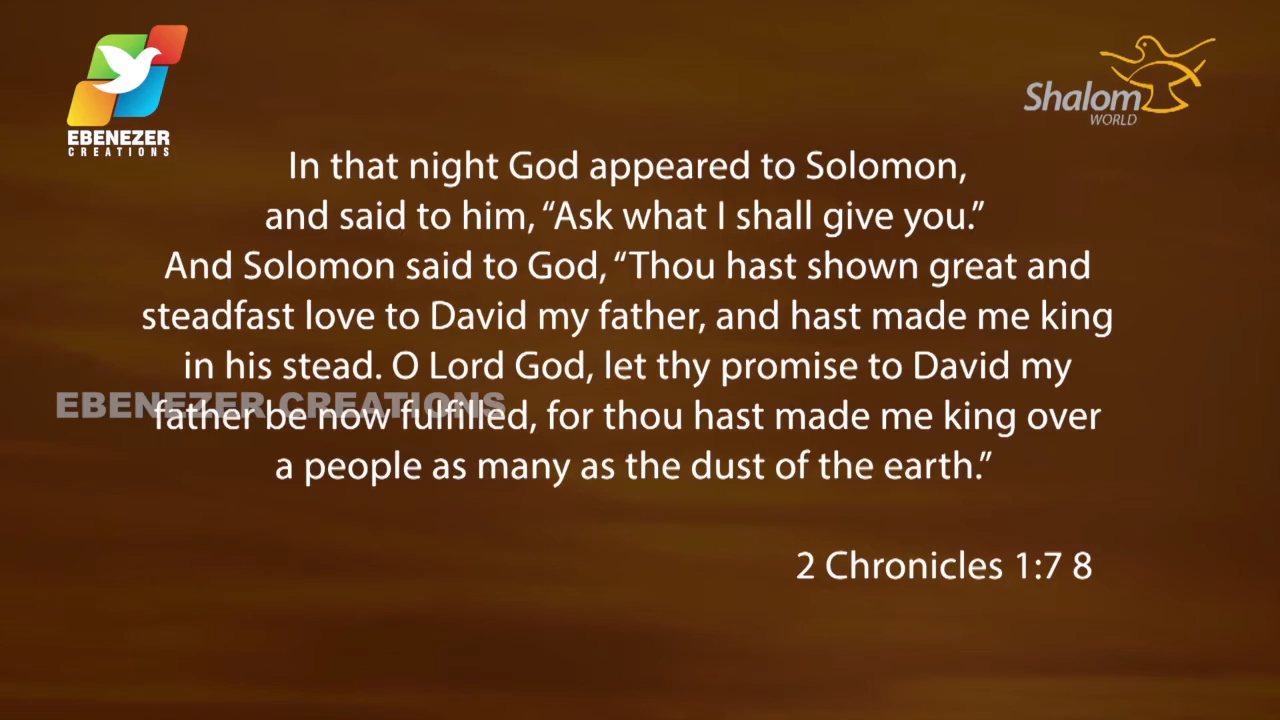 EBENEZER
CREATIONS
Shalom
WORLD
In that night God appeared to Solomon,
and said to him, “Ask what I shall give you.”
And Solomon said to God, “Thou hast shown great and
steadfast love to David my father, and hast made me king
in his stead. O Lord God, let thy promise to David my
EBENEZER CREATIONS
father be now fulfilled, for thou hast made me king over
a people as many as the dust of the earth.”
2 Chronicles 1:7 8